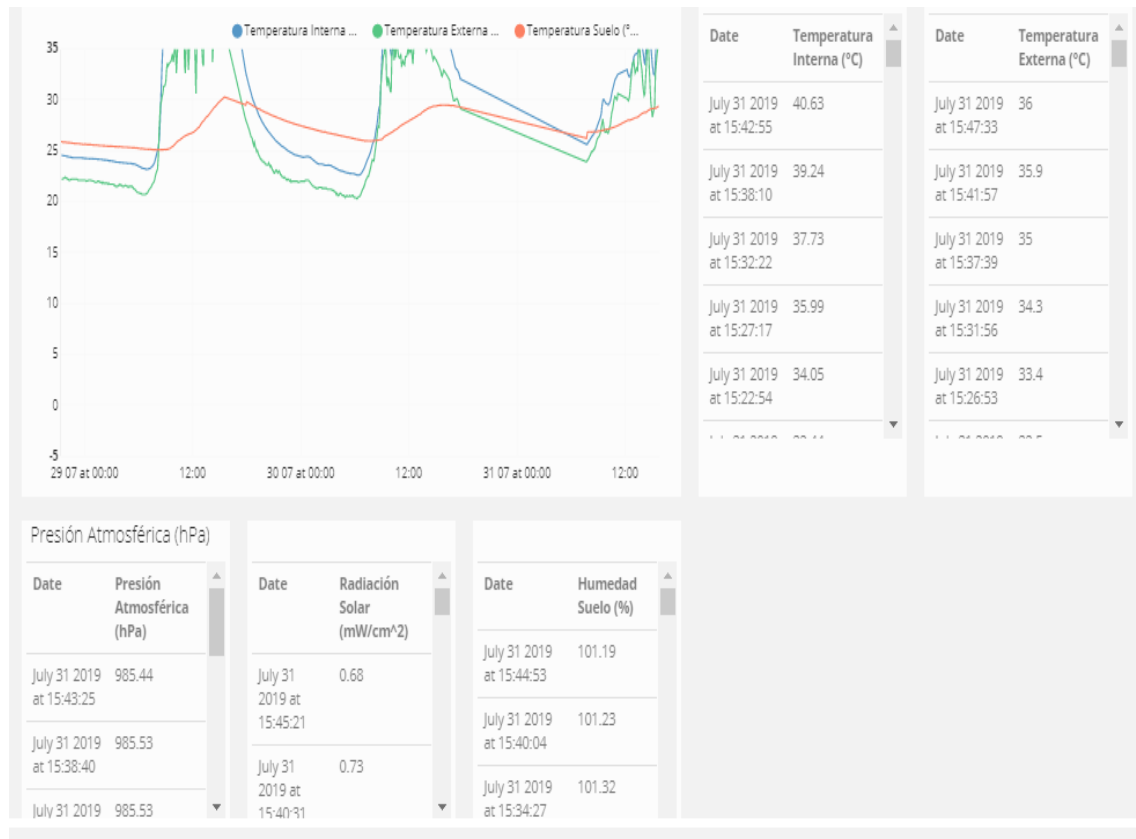 Temperatura Interna ... Temperatura Externa ... Temperatura Suelo (°...
35
30
25
20
15
10
5
0
-5
29 07 at 00:00 12:00 30 07 at 00:00 12:00 31 07 at 00:00 12:00
Date Temperatura
Interna (°C)
July 31 2019 40.63
at 15:42:55
July 31 2019 39.24
at 15:38:10
July 31 2019 37.73
at 15:32:22
July 31 2019 35.99
at 15:27:17
July 31 2019 34.05
at 15:22:54
Date Temperatura
Externa (°C)
July 31 2019 36
at 15:47:33
July 31 2019 35.9
at 15:41:57
July 31 2019 35
at 15:37:39
July 31 2019 34.3
at 15:31:56
July 31 2019 33.4
at 15:26:53
Presión Atmosférica (hPa)
Date Presión
Atmosférica
(hPa)
July 31 2019 985.44
at 15:43:25
July 31 2019 985.53
at 15:38:40
July 31 2019 985.53
Date Radiación
Solar
(mW/cm^2)
July 31 0.68
2019 at
15:45:21
July 31 0.73
2019 at
15:40:31
Date Humedad
Suelo (%)
July 31 2019 101.19
at 15:44:53
July 31 2019 101.23
at 15:40:04
July 31 2019 101.32
at 15:34:27